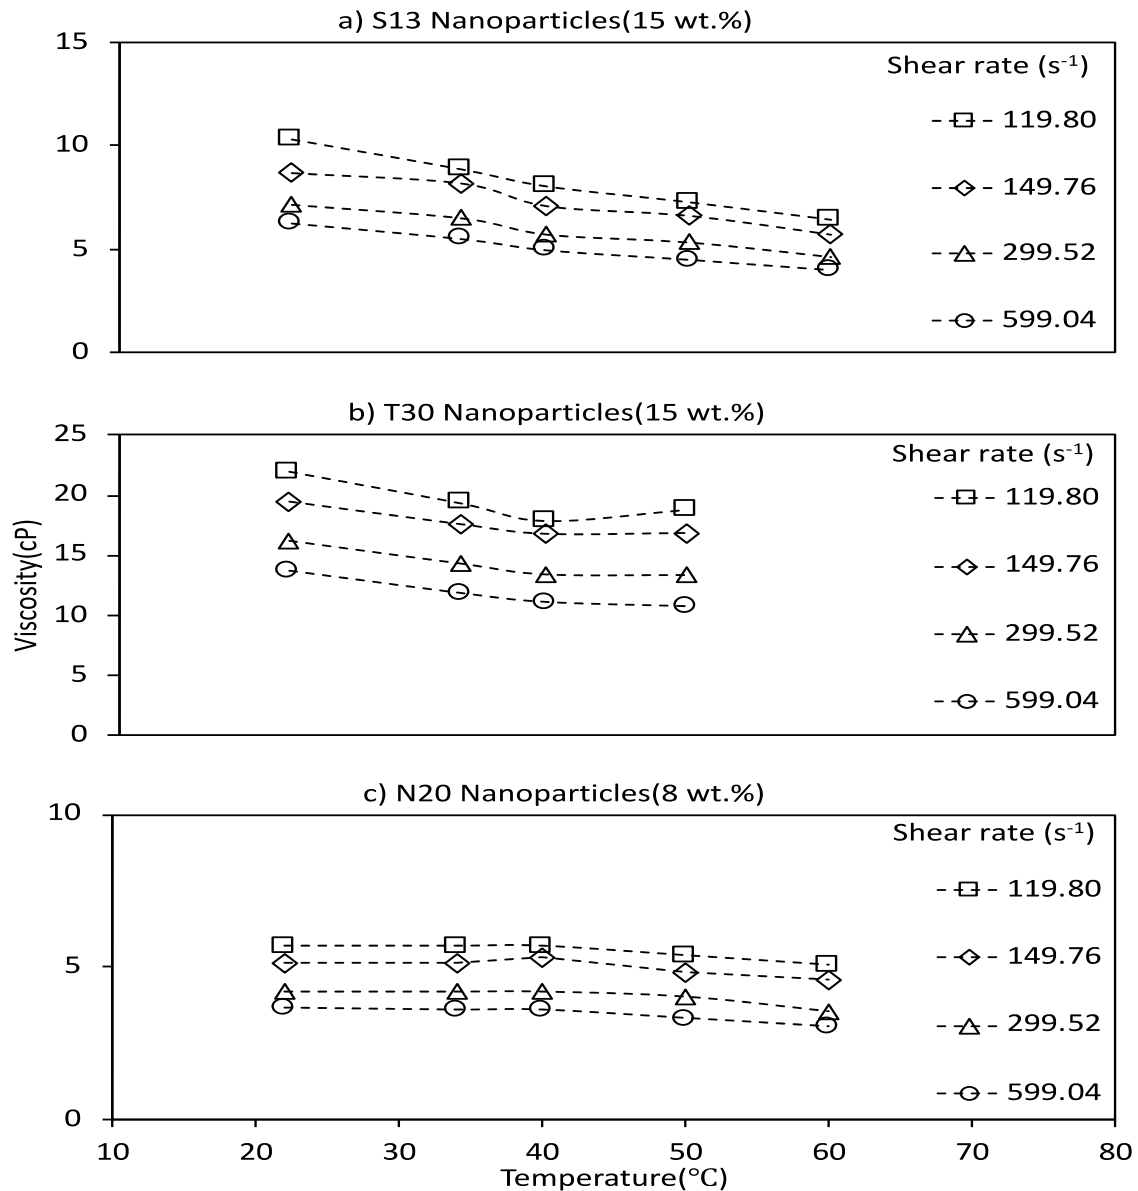 a) S13 Nanoparticles(15 wt.%)
15
10
5
0
Shear rate (s-1)
119.80
149.76
299.52
599.04
b) T30 Nanoparticles(15 wt.%)
25
20
15
10
5
0
Shear rate (s-1)
119.80
149.76
299.52
599.04
Viscosity(cP)
c) N20 Nanoparticles(8 wt.%)
10
5
0
Shear rate (s-1)
119.80
149.76
299.52
599.04
10 20 30 40 50 60 70 80
Temperature(°C)